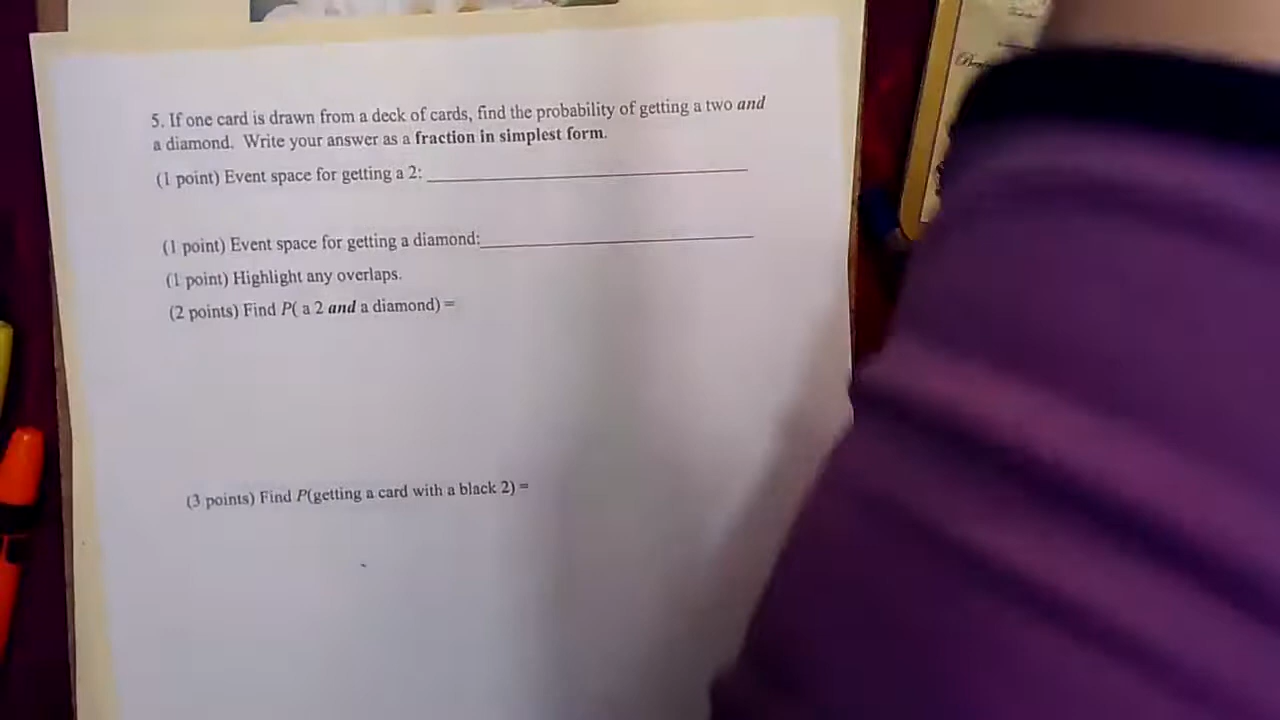 5. If one card is drawn from a deck of cards, find the probability of getting a two and
a diamond. Write your answer as a fraction in simplest form.
(1 point) Event space for getting a 2:
(1 point) Event space for getting a diamond:
(1 point) Highlight any overlaps.
(2 points) Find P( a 2 and a diamond) =
(3 points) Find P(getting a card with a black 2) =